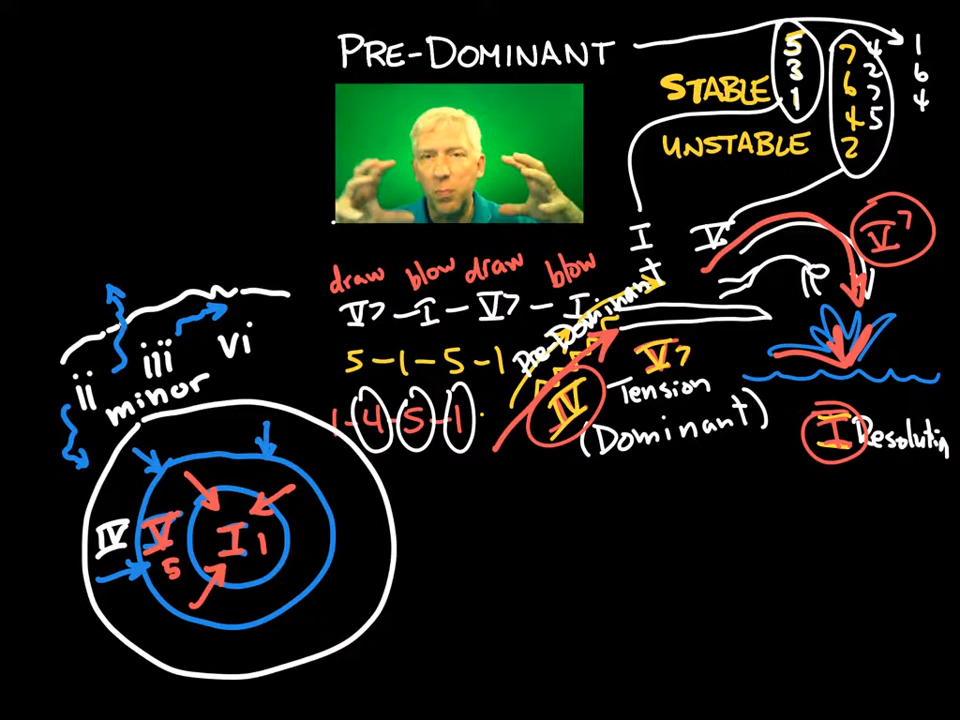 PRE-DOMINANT
5
3
1
7
6
4
2
4
2
7
5
1
6
4
STABLE
UNSTABLE
I V
V7
draw blow draw blow
V7 - I - V7 - I
5 - 1 - 5 - 1
1 - 4 - 5 - 1
Pre-Dominant
IV
V7
Tension
(Dominant)
I Resolution
ii iii vi
minor
IV V I 1
5